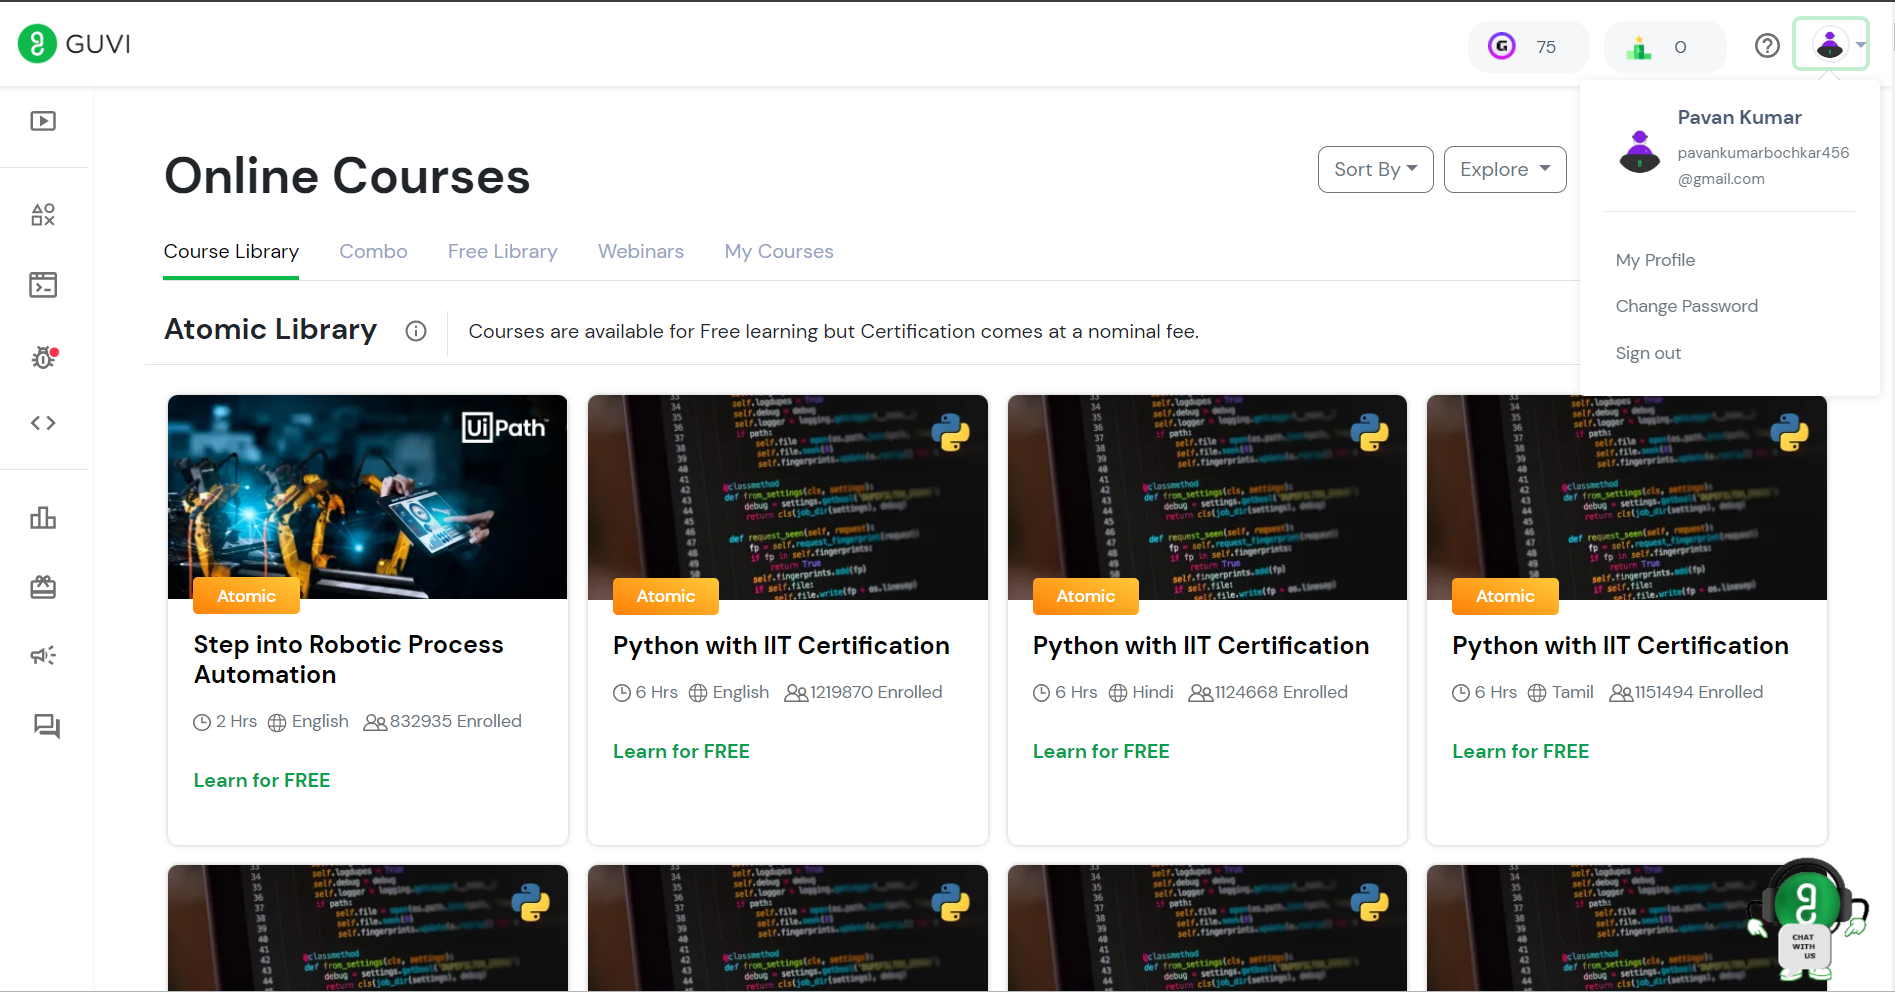 GUVI
75
0
Pavan Kumar
pavankumarbochkar456
@gmail.com
My Profile
Change Password
Sign out
Online Courses
Sort By
Explore
Course Library
Combo
Free Library
Webinars
My Courses
Atomic Library
Courses are available for Free learning but Certification comes at a nominal fee.
UiPath
Atomic
Step into Robotic Process
Automation
2 Hrs
English
832935 Enrolled
Learn for FREE
Atomic
Python with IIT Certification
6 Hrs
English
1219870 Enrolled
Learn for FREE
Atomic
Python with IIT Certification
6 Hrs
Hindi
1124668 Enrolled
Learn for FREE
Atomic
Python with IIT Certification
6 Hrs
Tamil
1151494 Enrolled
Learn for FREE
CHAT
WITH
US